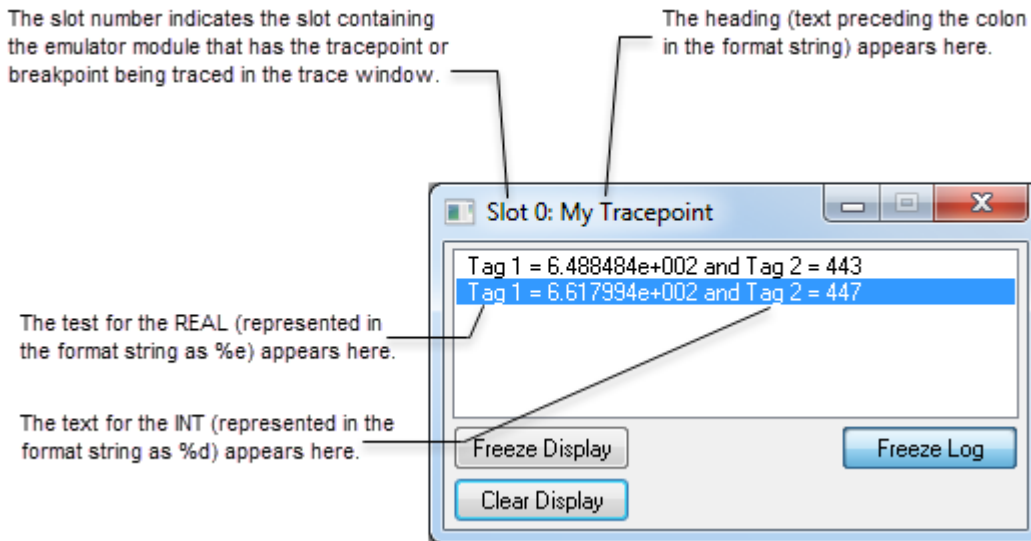 The slot number indicates the slot containing
the emulator module that has the tracepoint or
breakpoint being traced in the trace window.
The heading (text preceding the colon
in the format string) appears here.
Slot 0: My Tracepoint
Tag 1 = 6.488484e+002 and Tag 2 = 443
Tag 1 = 6.617994e+002 and Tag 2 = 447
The test for the REAL (represented in
the format string as %e) appears here.
The text for the INT (represented in the
format string as %d) appears here.
Freeze Display
Freeze Log
Clear Display